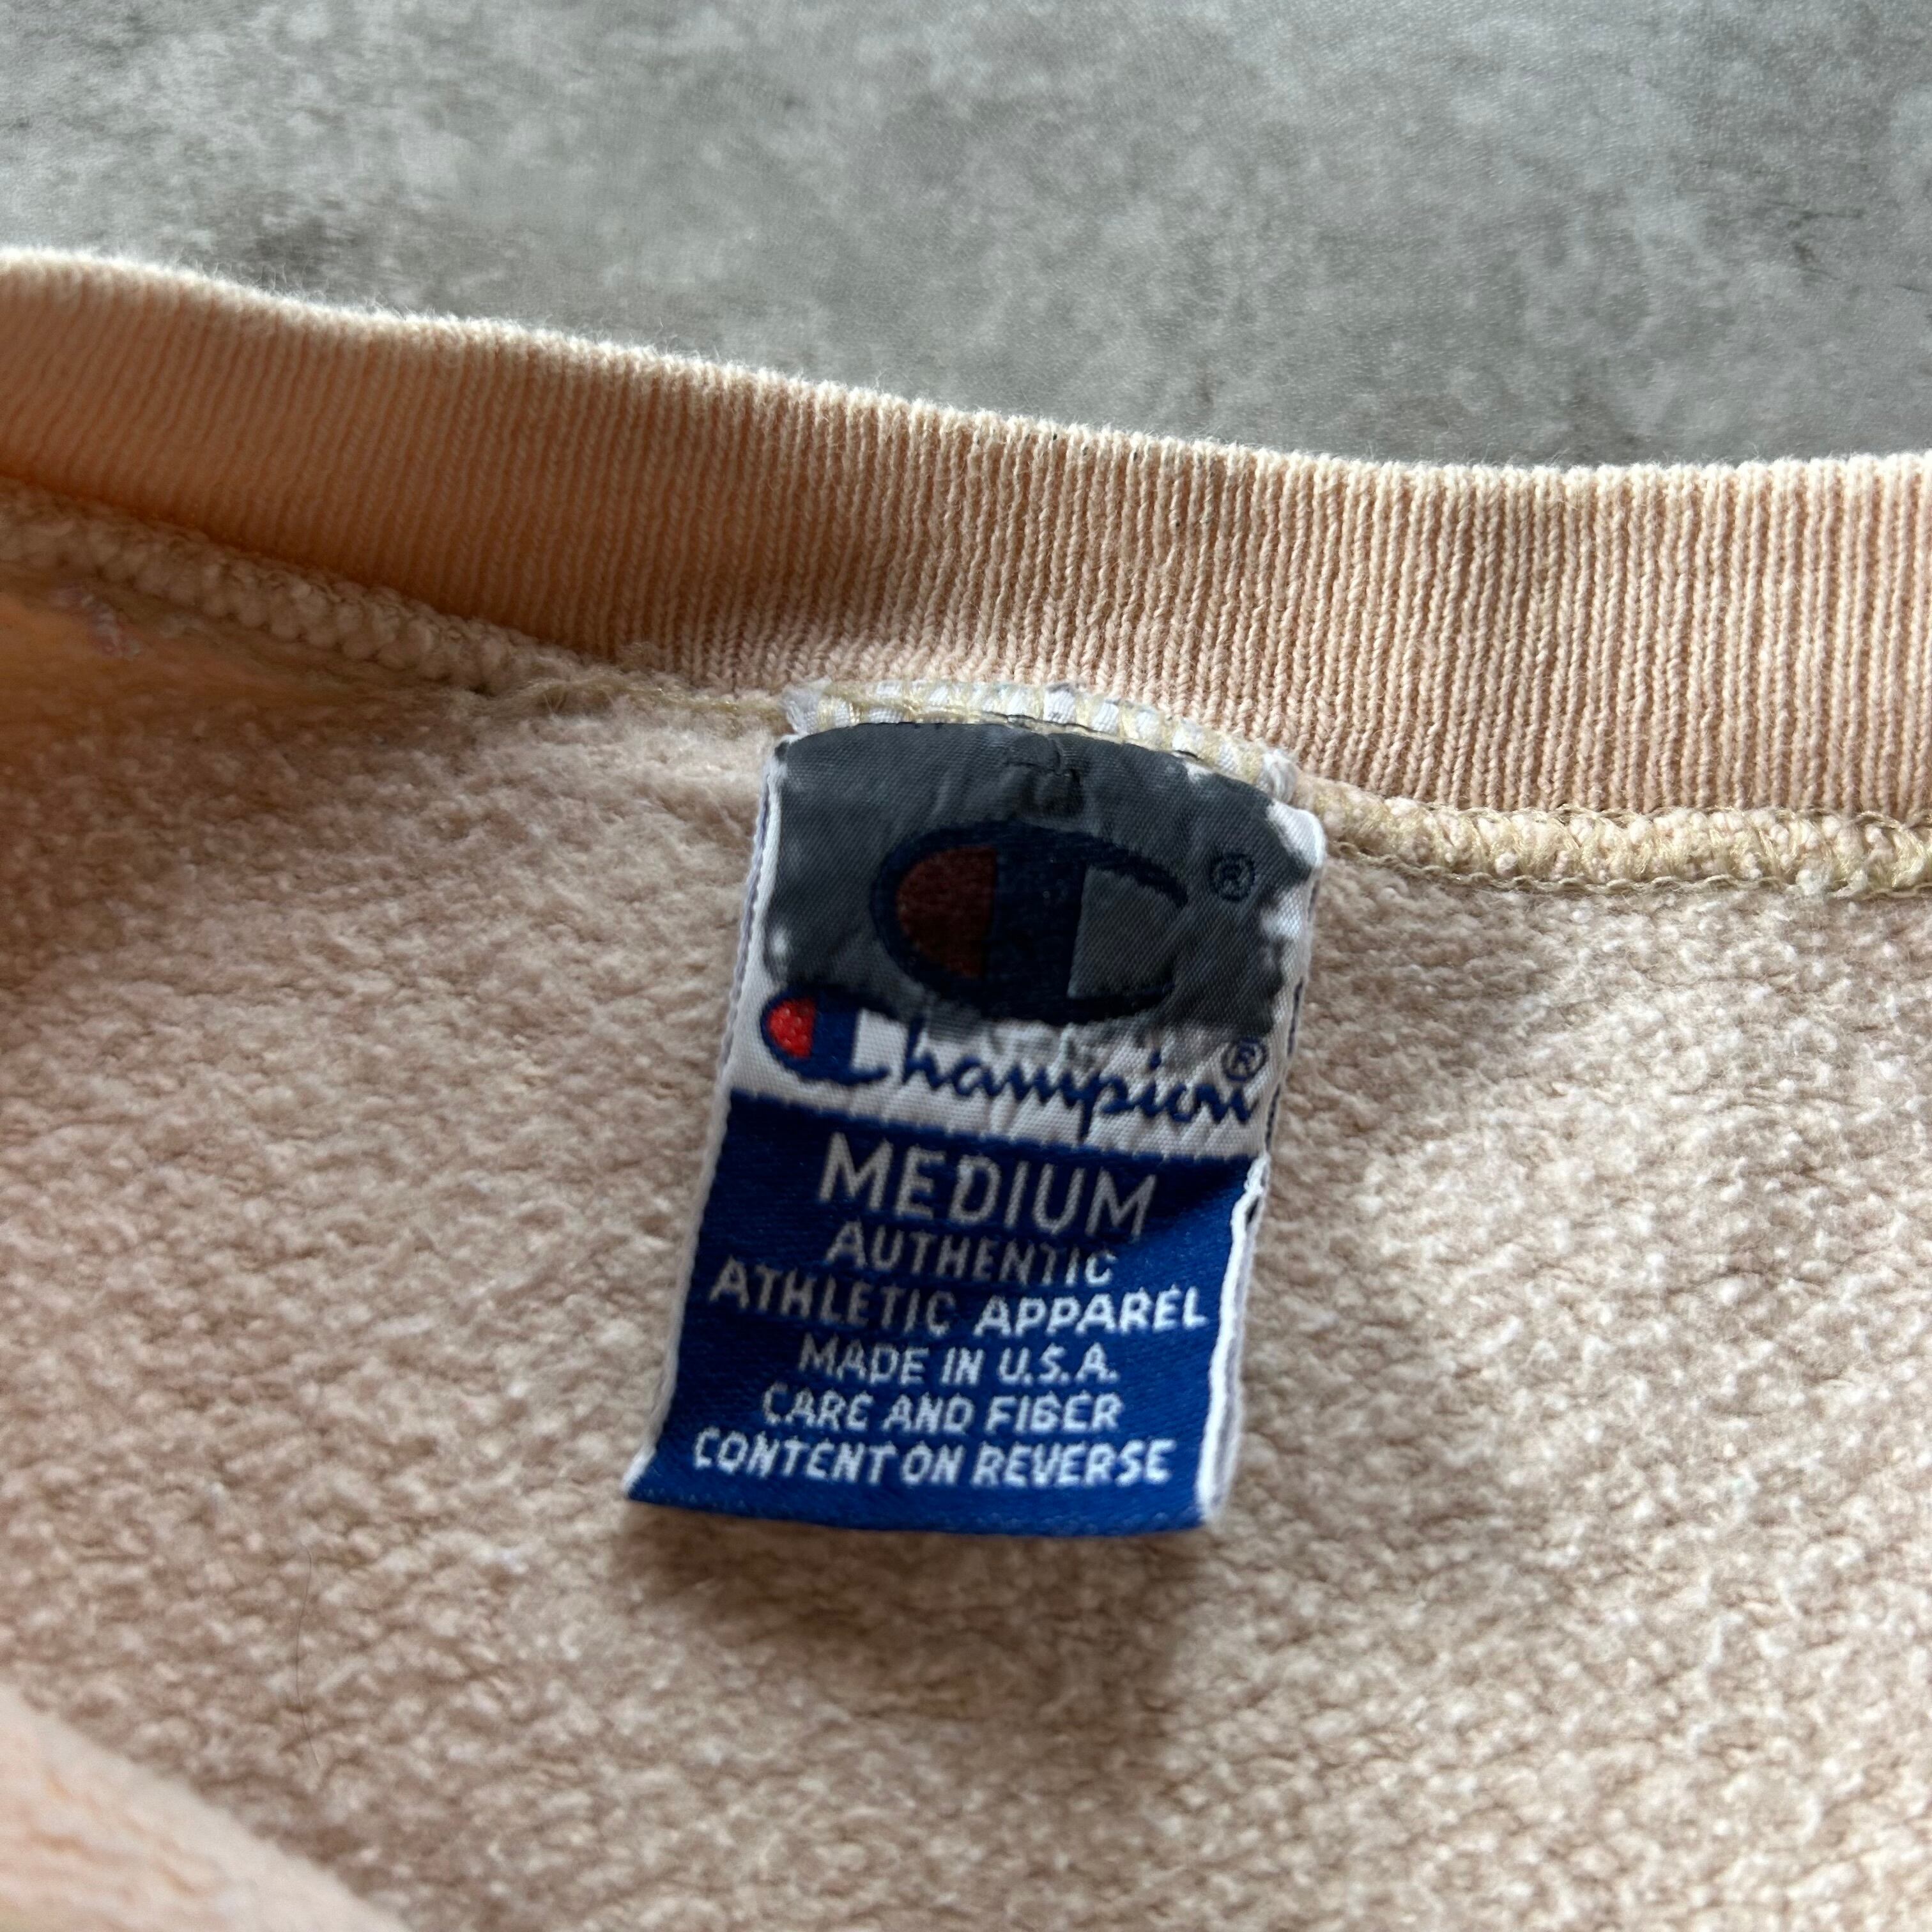 ®
Champion®
MEDIUM
AUTHENTIC
ATHLETIC APPAREL
MADE IN U.S.A.
CARE AND FIBER
CONTENT ON REVERSE